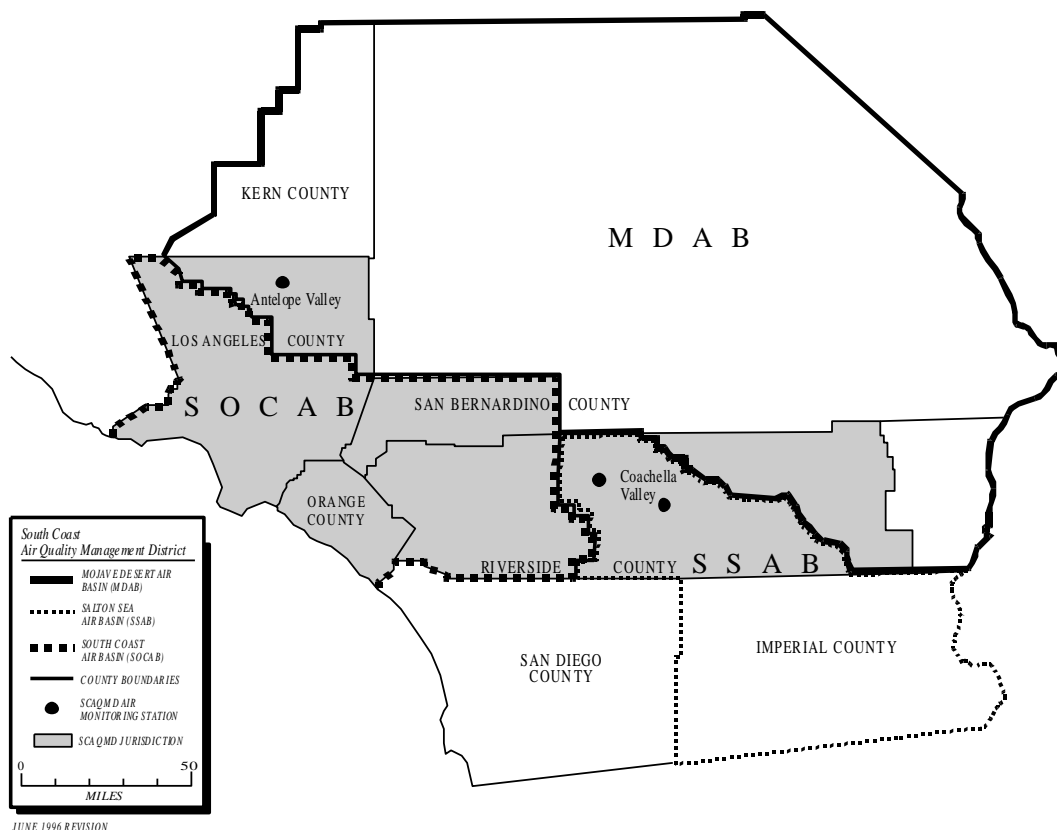 KERN COUNTY
M D A B
Antelope Valley
LOS ANGELES COUNTY
S O C A B
SAN BERNARDINO COUNTY
Coachella
Valley
ORANGE
COUNTY
RIVERSIDE COUNTY
S S A B
SAN DIEGO
COUNTY
IMPERIAL COUNTY
South Coast
Air Quality Management District
MOJAVE DESERT AIR
BASIN (MDAB)
SALTON SEA
AIR BASIN (SSAB)
SOUTH COAST
AIR BASIN (SOCAB)
COUNTY BOUNDARIES
SCAQMD AIR
MONITORING STATION
SCAQMD JURISDICTION
0 50
MILES
JUNE 1996 REVISION